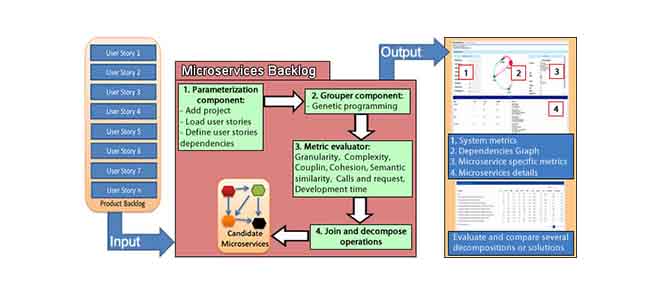 User Story 1
User Story 2
User Story 3
User Story 4
User Story 5
User Story 6
User Story 7
User Story n
Product Backlog
Input
Microservices Backlog
1. Parameterization
component:
- Add project
- Load user stories
- Define user stories
dependencies
2. Grouper component:
- Genetic programming
3. Metric evaluator:
Granularity, Complexity,
Couplin, Cohesion, Semantic
similarity, Calls and request,
Development time
4. Join and decompose
operations
Candidate
Microservices
Output
1
2
3
4
1, System metrics
2. Dependencies Graph
3. Microservice specific metrics
4. Microservices details
Evaluate and compare several
decompositions or solutions